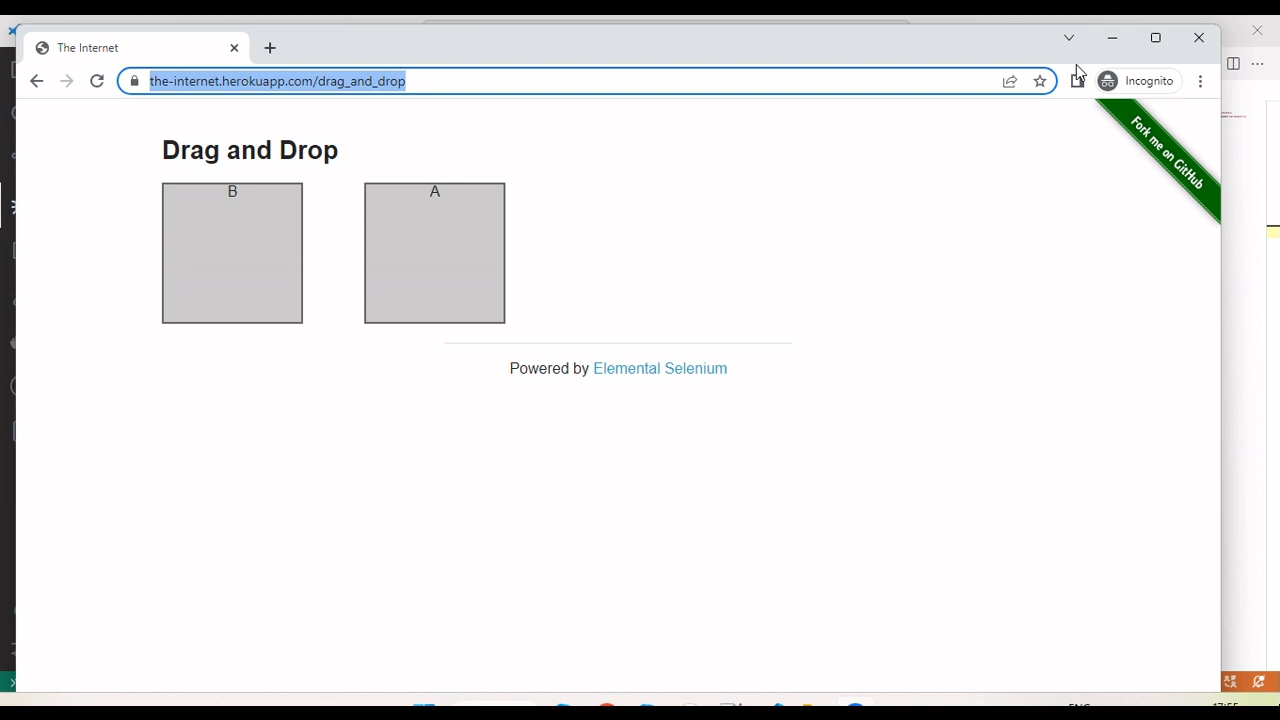 The Internet
the-internet.herokuapp.com/drag_and_drop
Incognito
Fork me on GitHub
Drag and Drop
B
A
Powered by Elemental Selenium